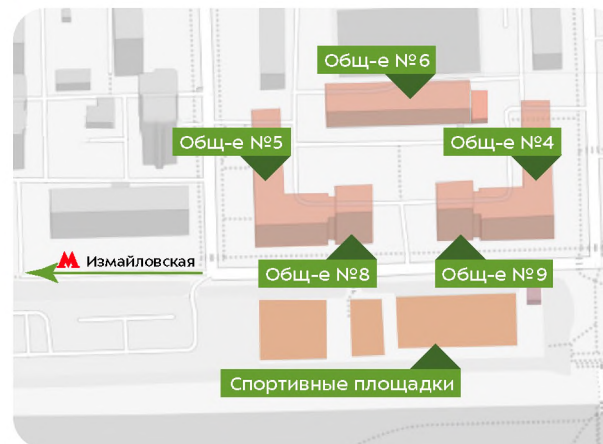 Общ-е №6
Общ-е №5
Общ-е №4
М Измайловская
Общ-е №8
Общ-е №9
Спортивные площадки